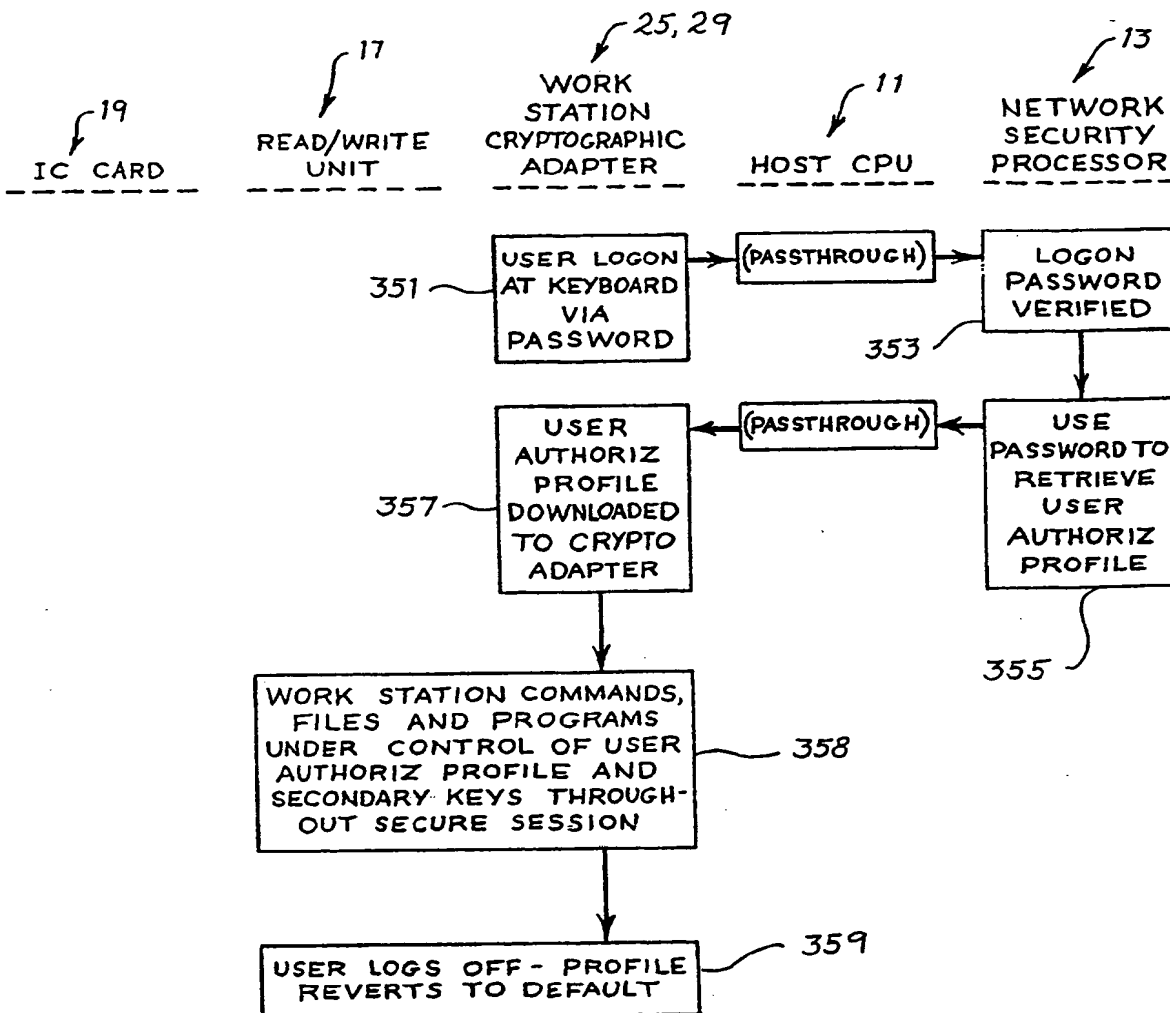 19
IC CARD
17
READ/WRITE
UNIT
25, 29
WORK
STATION
CRYPTOGRAPHIC
ADAPTER
11
HOST CPU
13
NETWORK
SECURITY
PROCESSOR
351
USER LOGON
AT KEYBOARD
VIA
PASSWORD
(PASSTHROUGH)
LOGON
PASSWORD
VERIFIED
353
357
USER
AUTHORIZ
PROFILE
DOWNLOADED
TO CRYPTO
ADAPTER
(PASSTHROUGH)
USE
PASSWORD TO
RETRIEVE
USER
AUTHORIZ
PROFILE
355
WORK STATION COMMANDS,
FILES AND PROGRAMS
UNDER CONTROL OF USER
AUTHORIZ PROFILE AND
SECONDARY KEYS THROUGH-
OUT SECURE SESSION
358
USER LOGS OFF - PROFILE
REVERTS TO DEFAULT
359